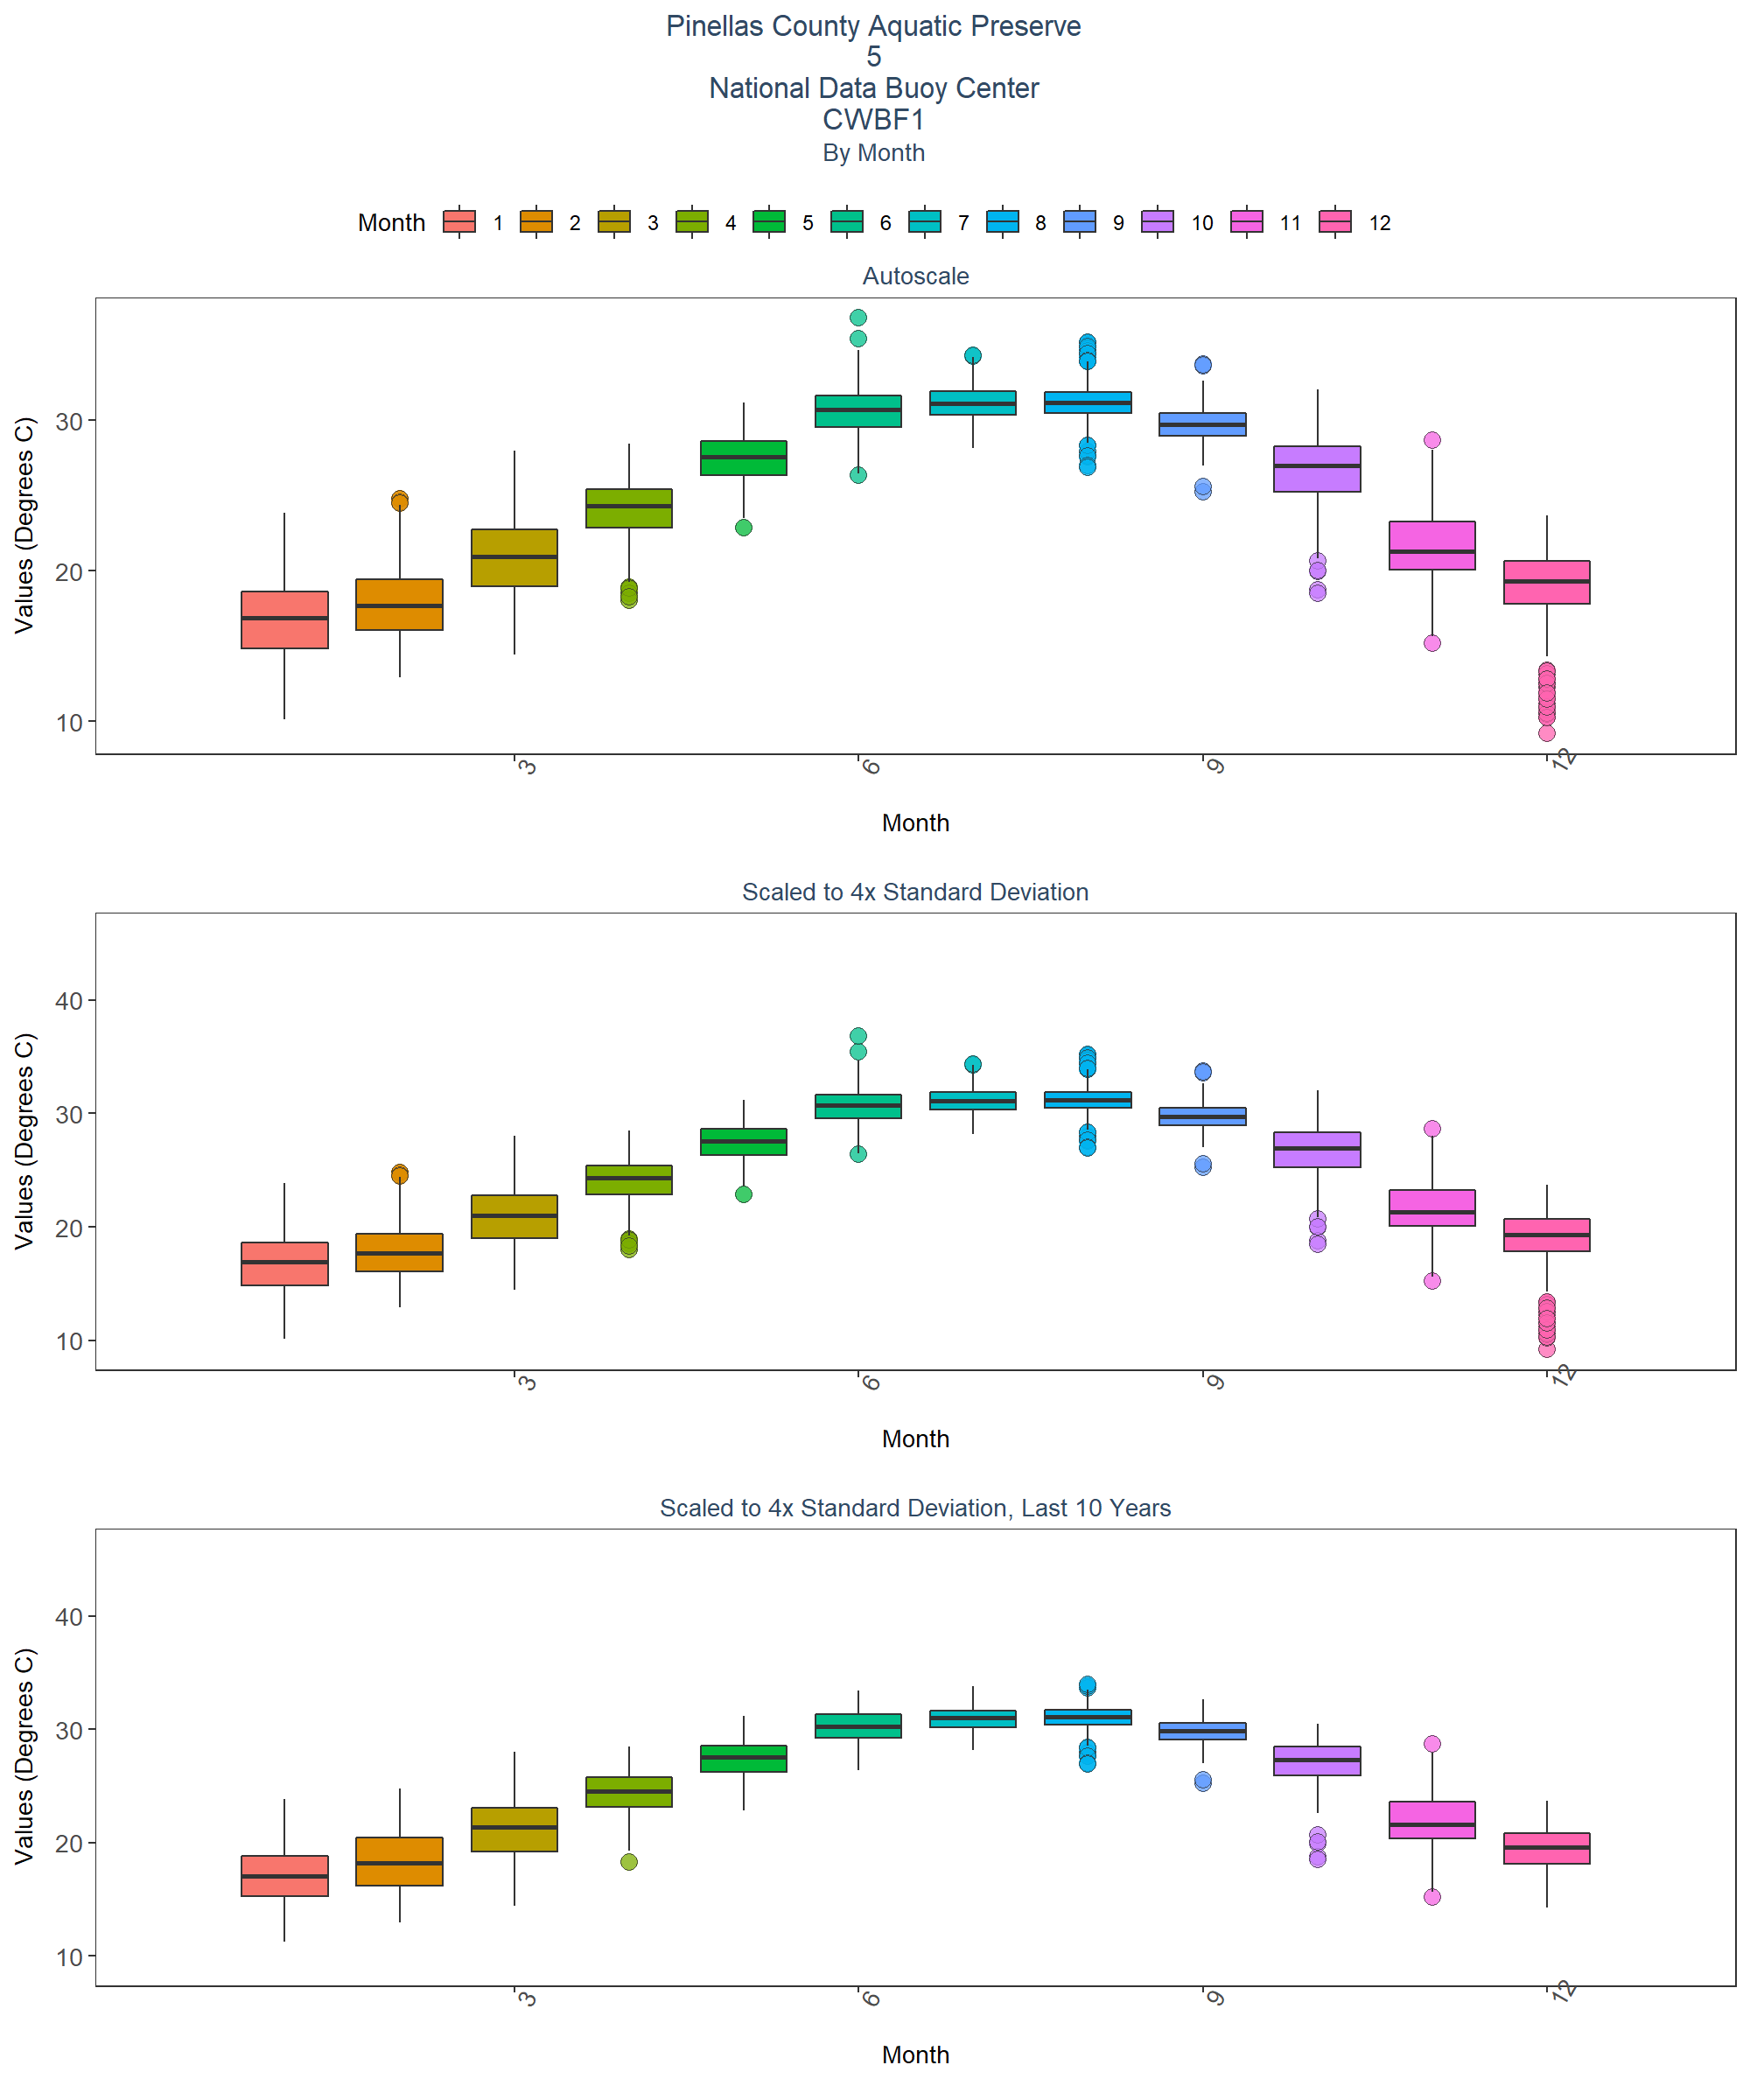 Pinellas County Aquatic Preserve
5
National Data Buoy Center
CWBF1
By Month
Month 1 2 3 4 5 6 7 8 9 10 11 12
Autoscale
Values (Degrees C)
30
20
10
3 6 9 12
Month
Scaled to 4x Standard Deviation
Values (Degrees C)
40
30
20
10
3 6 9 12
Month
Scaled to 4x Standard Deviation, Last 10 Years
Values (Degrees C)
40
30
20
10
3 6 9 12
Month